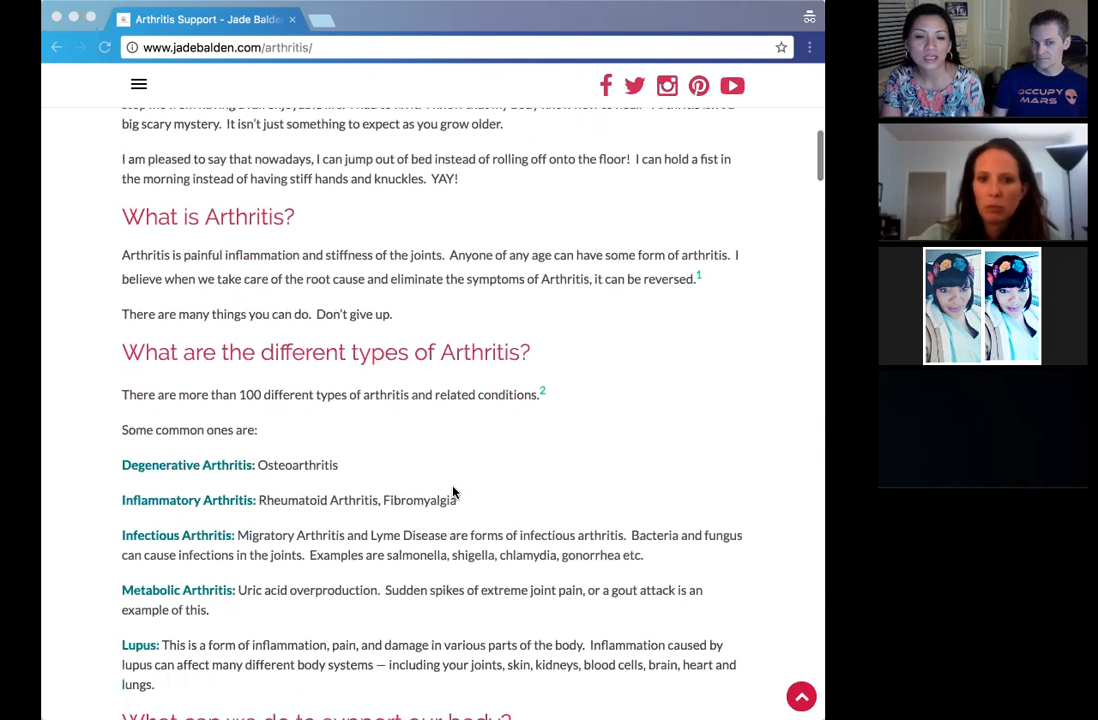 Arthritis Support - Jade Balde
www.jadebalden.com/arthritis/
big scary mystery. It isn't just something to expect as you grow older.
I am pleased to say that nowadays, I can jump out of bed instead of rolling off onto the floor! I can hold a fist in
the morning instead of having stiff hands and knuckles. YAY!
What is Arthritis?
Arthritis is painful inflammation and stiffness of the joints. Anyone of any age can have some form of arthritis. I
believe when we take care of the root cause and eliminate the symptoms of Arthritis, it can be reversed.1
There are many things you can do. Don't give up.
What are the different types of Arthritis?
There are more than 100 different types of arthritis and related conditions.2
Some common ones are:
Degenerative Arthritis: Osteoarthritis
Inflammatory Arthritis: Rheumatoid Arthritis, Fibromyalgia
Infectious Arthritis: Migratory Arthritis and Lyme Disease are forms of infectious arthritis. Bacteria and fungus
can cause infections in the joints. Examples are salmonella, shigella, chlamydia, gonorrhea etc.
Metabolic Arthritis: Uric acid overproduction. Sudden spikes of extreme joint pain, or a gout attack is an
example of this.
Lupus: This is a form of inflammation, pain, and damage in various parts of the body. Inflammation caused by
lupus can affect many different body systems — including your joints, skin, kidneys, blood cells, brain, heart and
lungs.
What can we do to support our body?
OCCUPY
MARS